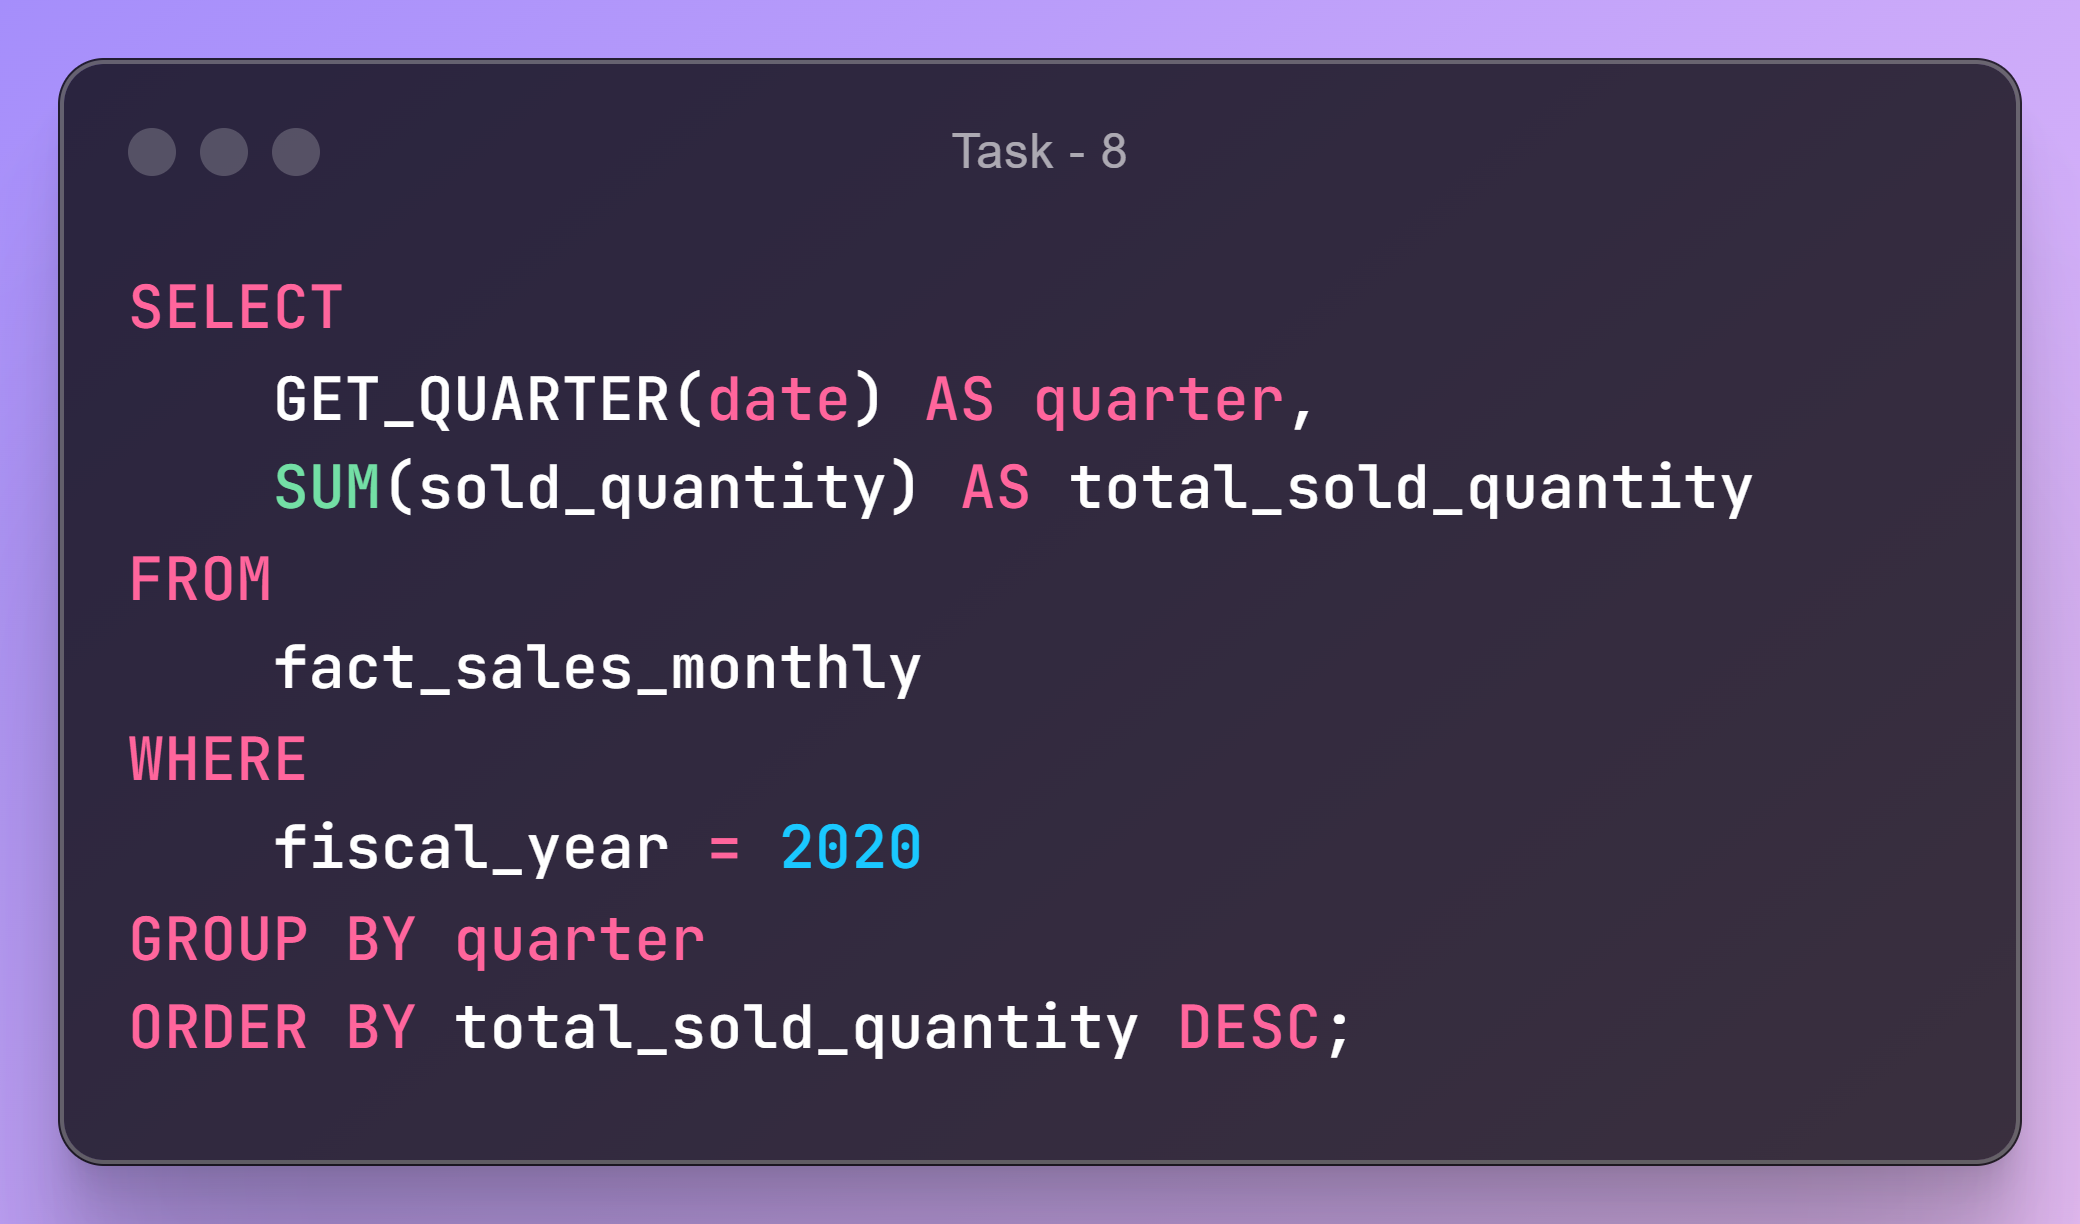 Task - 8
SELECT
    GET_QUARTER(date) AS quarter,
    SUM(sold_quantity) AS total_sold_quantity
FROM
    fact_sales_monthly
WHERE
    fiscal_year = 2020
GROUP BY quarter
ORDER BY total_sold_quantity DESC;